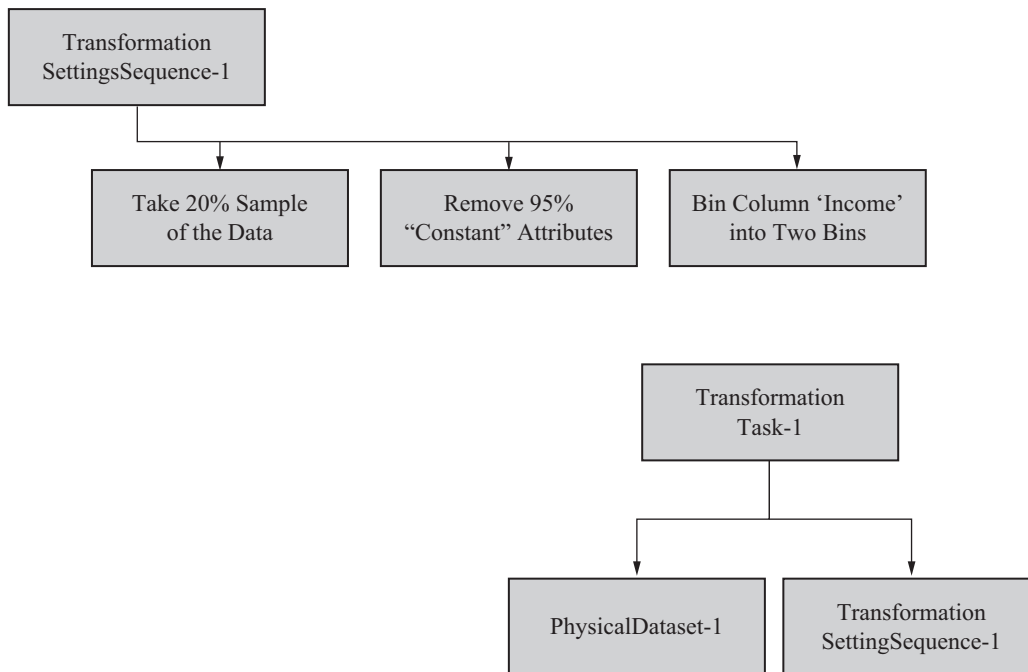 Transformation
SettingsSequence-1
Take 20% Sample
of the Data
Remove 95%
“Constant” Attributes
Bin Column ‘Income’
into Two Bins
Transformation
Task-1
PhysicalDataset-1
Transformation
SettingSequence-1